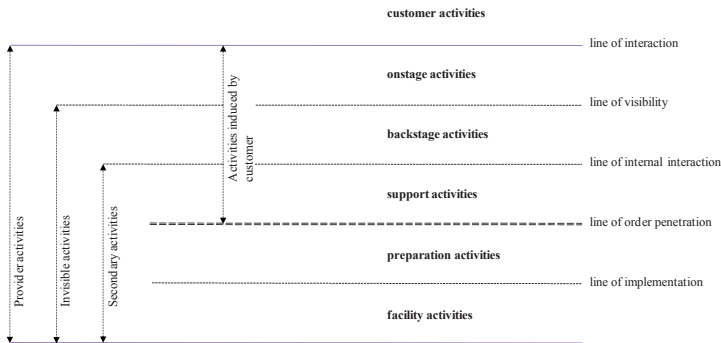 customer activities
line of interaction
onstage activities
line of visibility
backstage activities
line of internal interaction
support activities
line of order penetration
preparation activities
line of implementation
facility activities
Provider activities
Invisible activities
Secondary activities
Activities induced by
customer